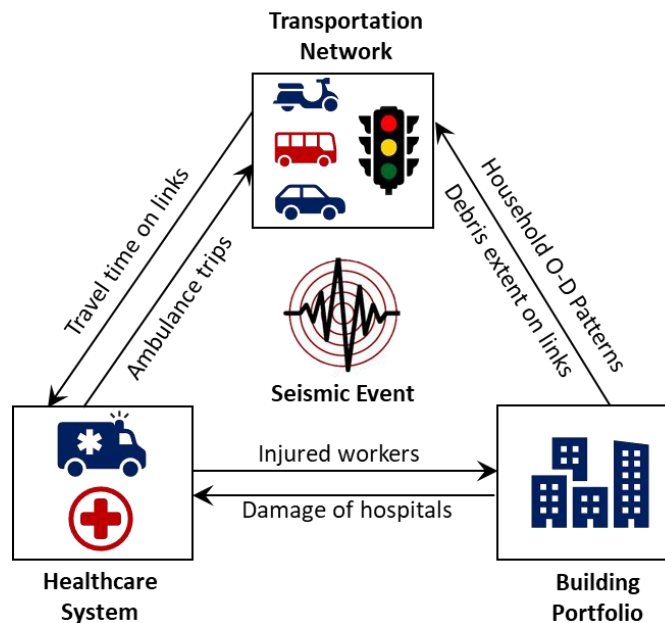 Transportation
Network
Travel time on links
Ambulance trips
Household O-D Patterns
Debris extent on links
Seismic Event
Injured workers
Damage of hospitals
Healthcare
System
Building
Portfolio